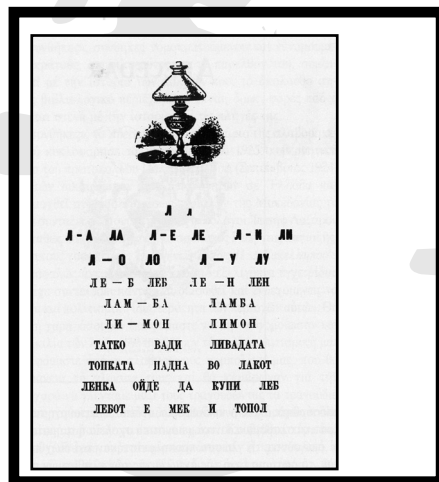 Л л
Л - А ЛА Л - Е ЛЕ Л - И ЛИ
Л — О ЛО Л — У ЛУ
ЛЕ — Б ЛЕБ ЛЕ — Н ЛЕН
ЛАМ — БА ЛАМБА
ЛИ — МОН ЛИМОН
ТАТКО ВАДИ ЛИВАДАТА
ТОПКАТА ПАДНА ВО ЛАКОТ
ЛЕНКА ОЙДЕ ДА КУПИ ЛЕБ
ЛЕБОТ Е МЕК И ТОПОЛ